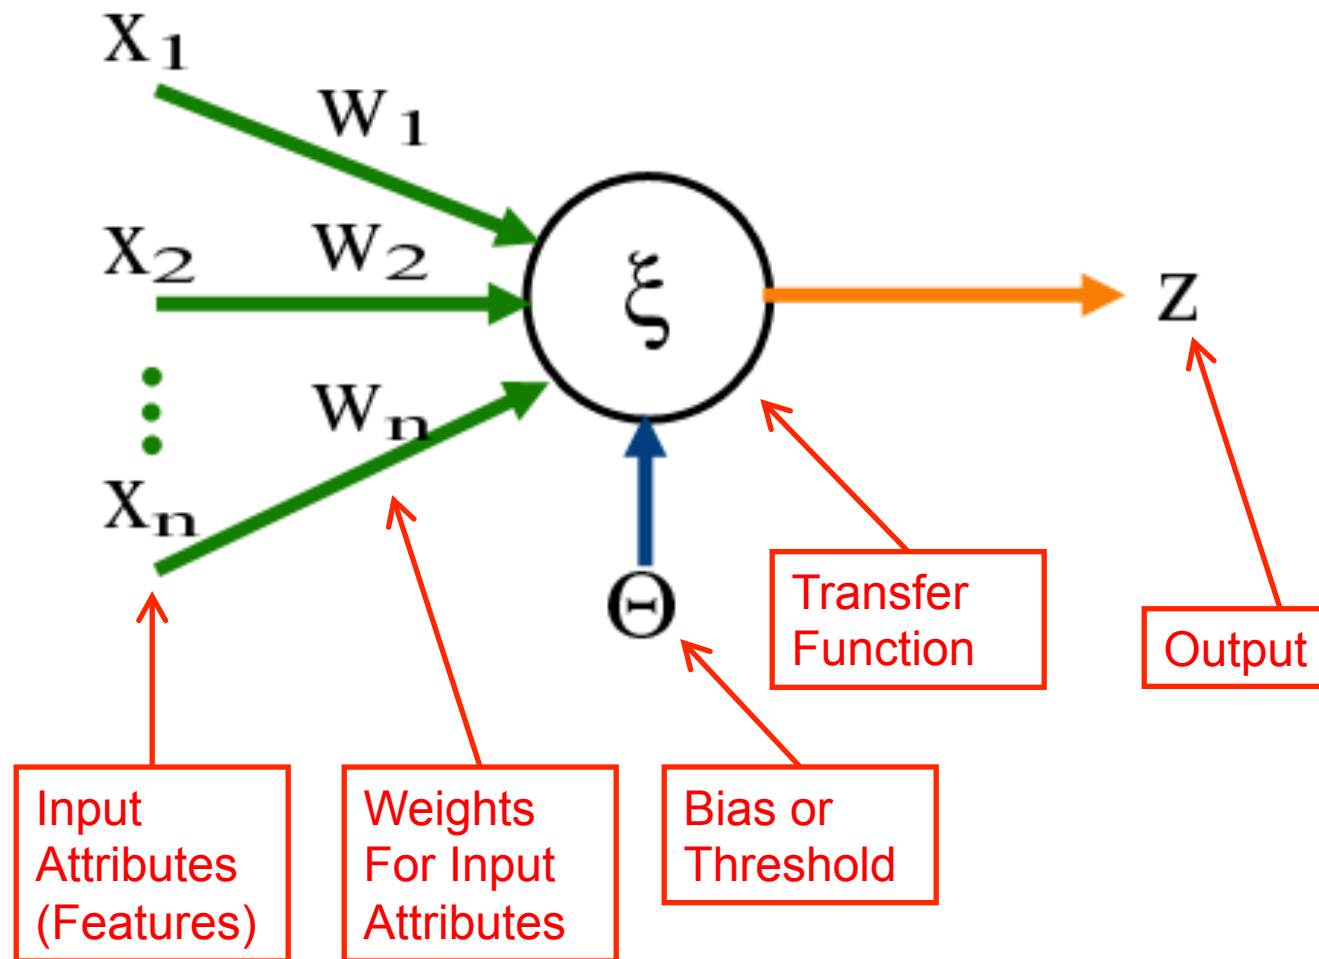 X₁
W₁
X₂
W₂
ξ
Z
Wₙ
Xₙ
Θ
Transfer
Function
Output
Input
Attributes
(Features)
Weights
For Input
Attributes
Bias or
Threshold